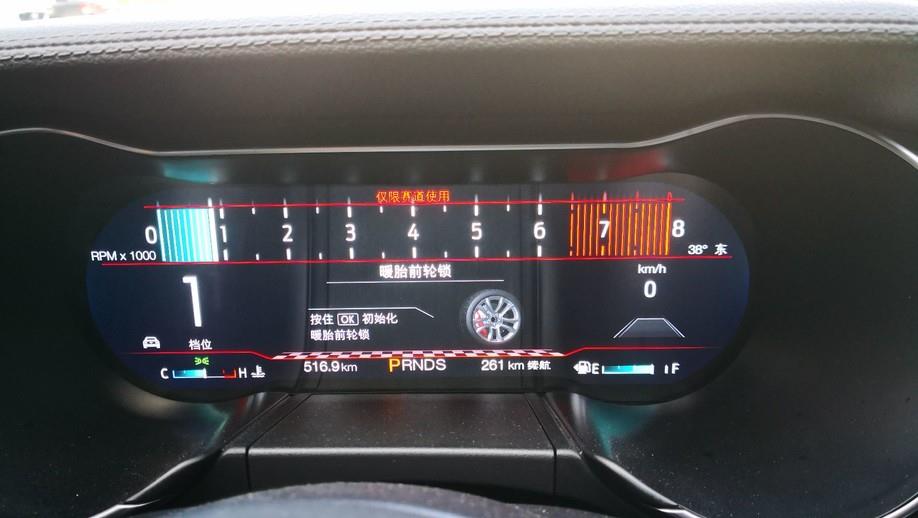 仅限赛道使用
0 1 2 3 4 5 6 7 8
RPM x 1000
38° 东
暖胎前轮锁
km/h
1
0
按住 OK 初始化
暖胎前轮锁
档位
C H
516.9 km
PRNDS
261 km 续航
E F